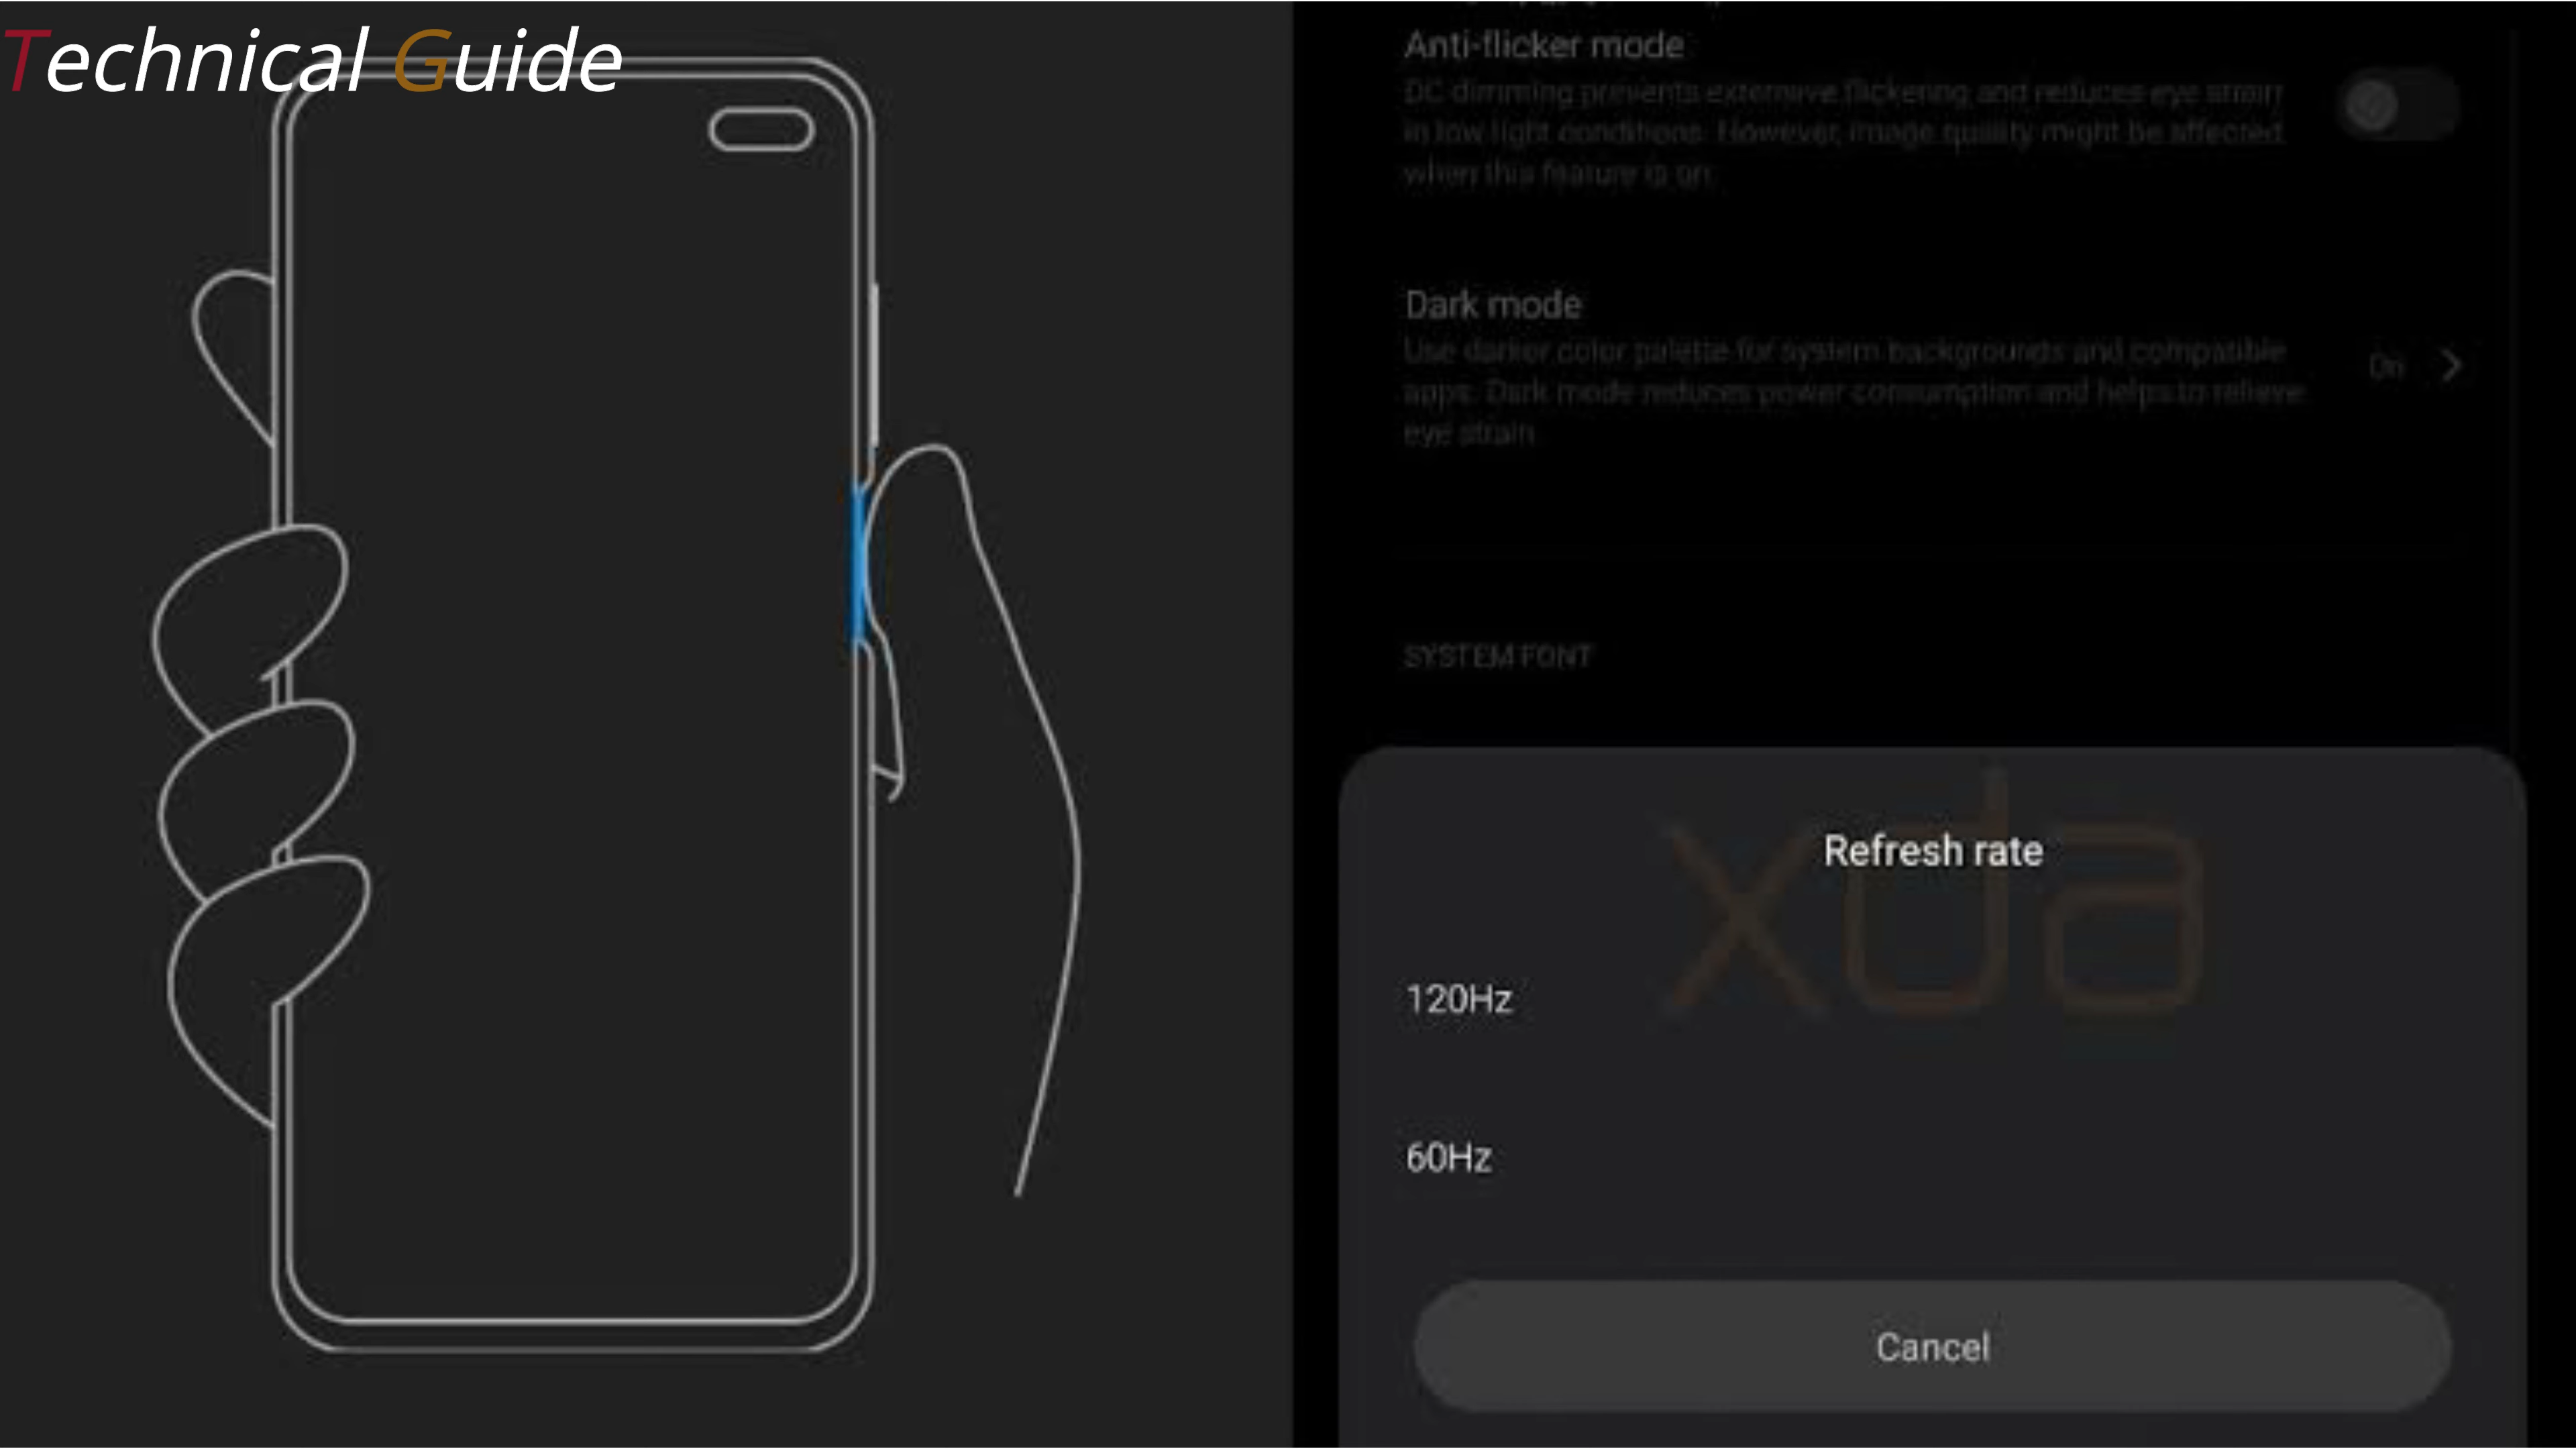 Technical Guide
Anti-flicker mode
DC dimming prevents extensive flickering and reduces eye strain
in low light conditions. However, image quality might be affected
when this feature is on.
Dark mode
Use darker color palette for system backgrounds and compatible
apps. Dark mode reduces power consumption and helps to relieve
eye strain.
On
SYSTEM FONT
xda
Refresh rate
120Hz
60Hz
Cancel